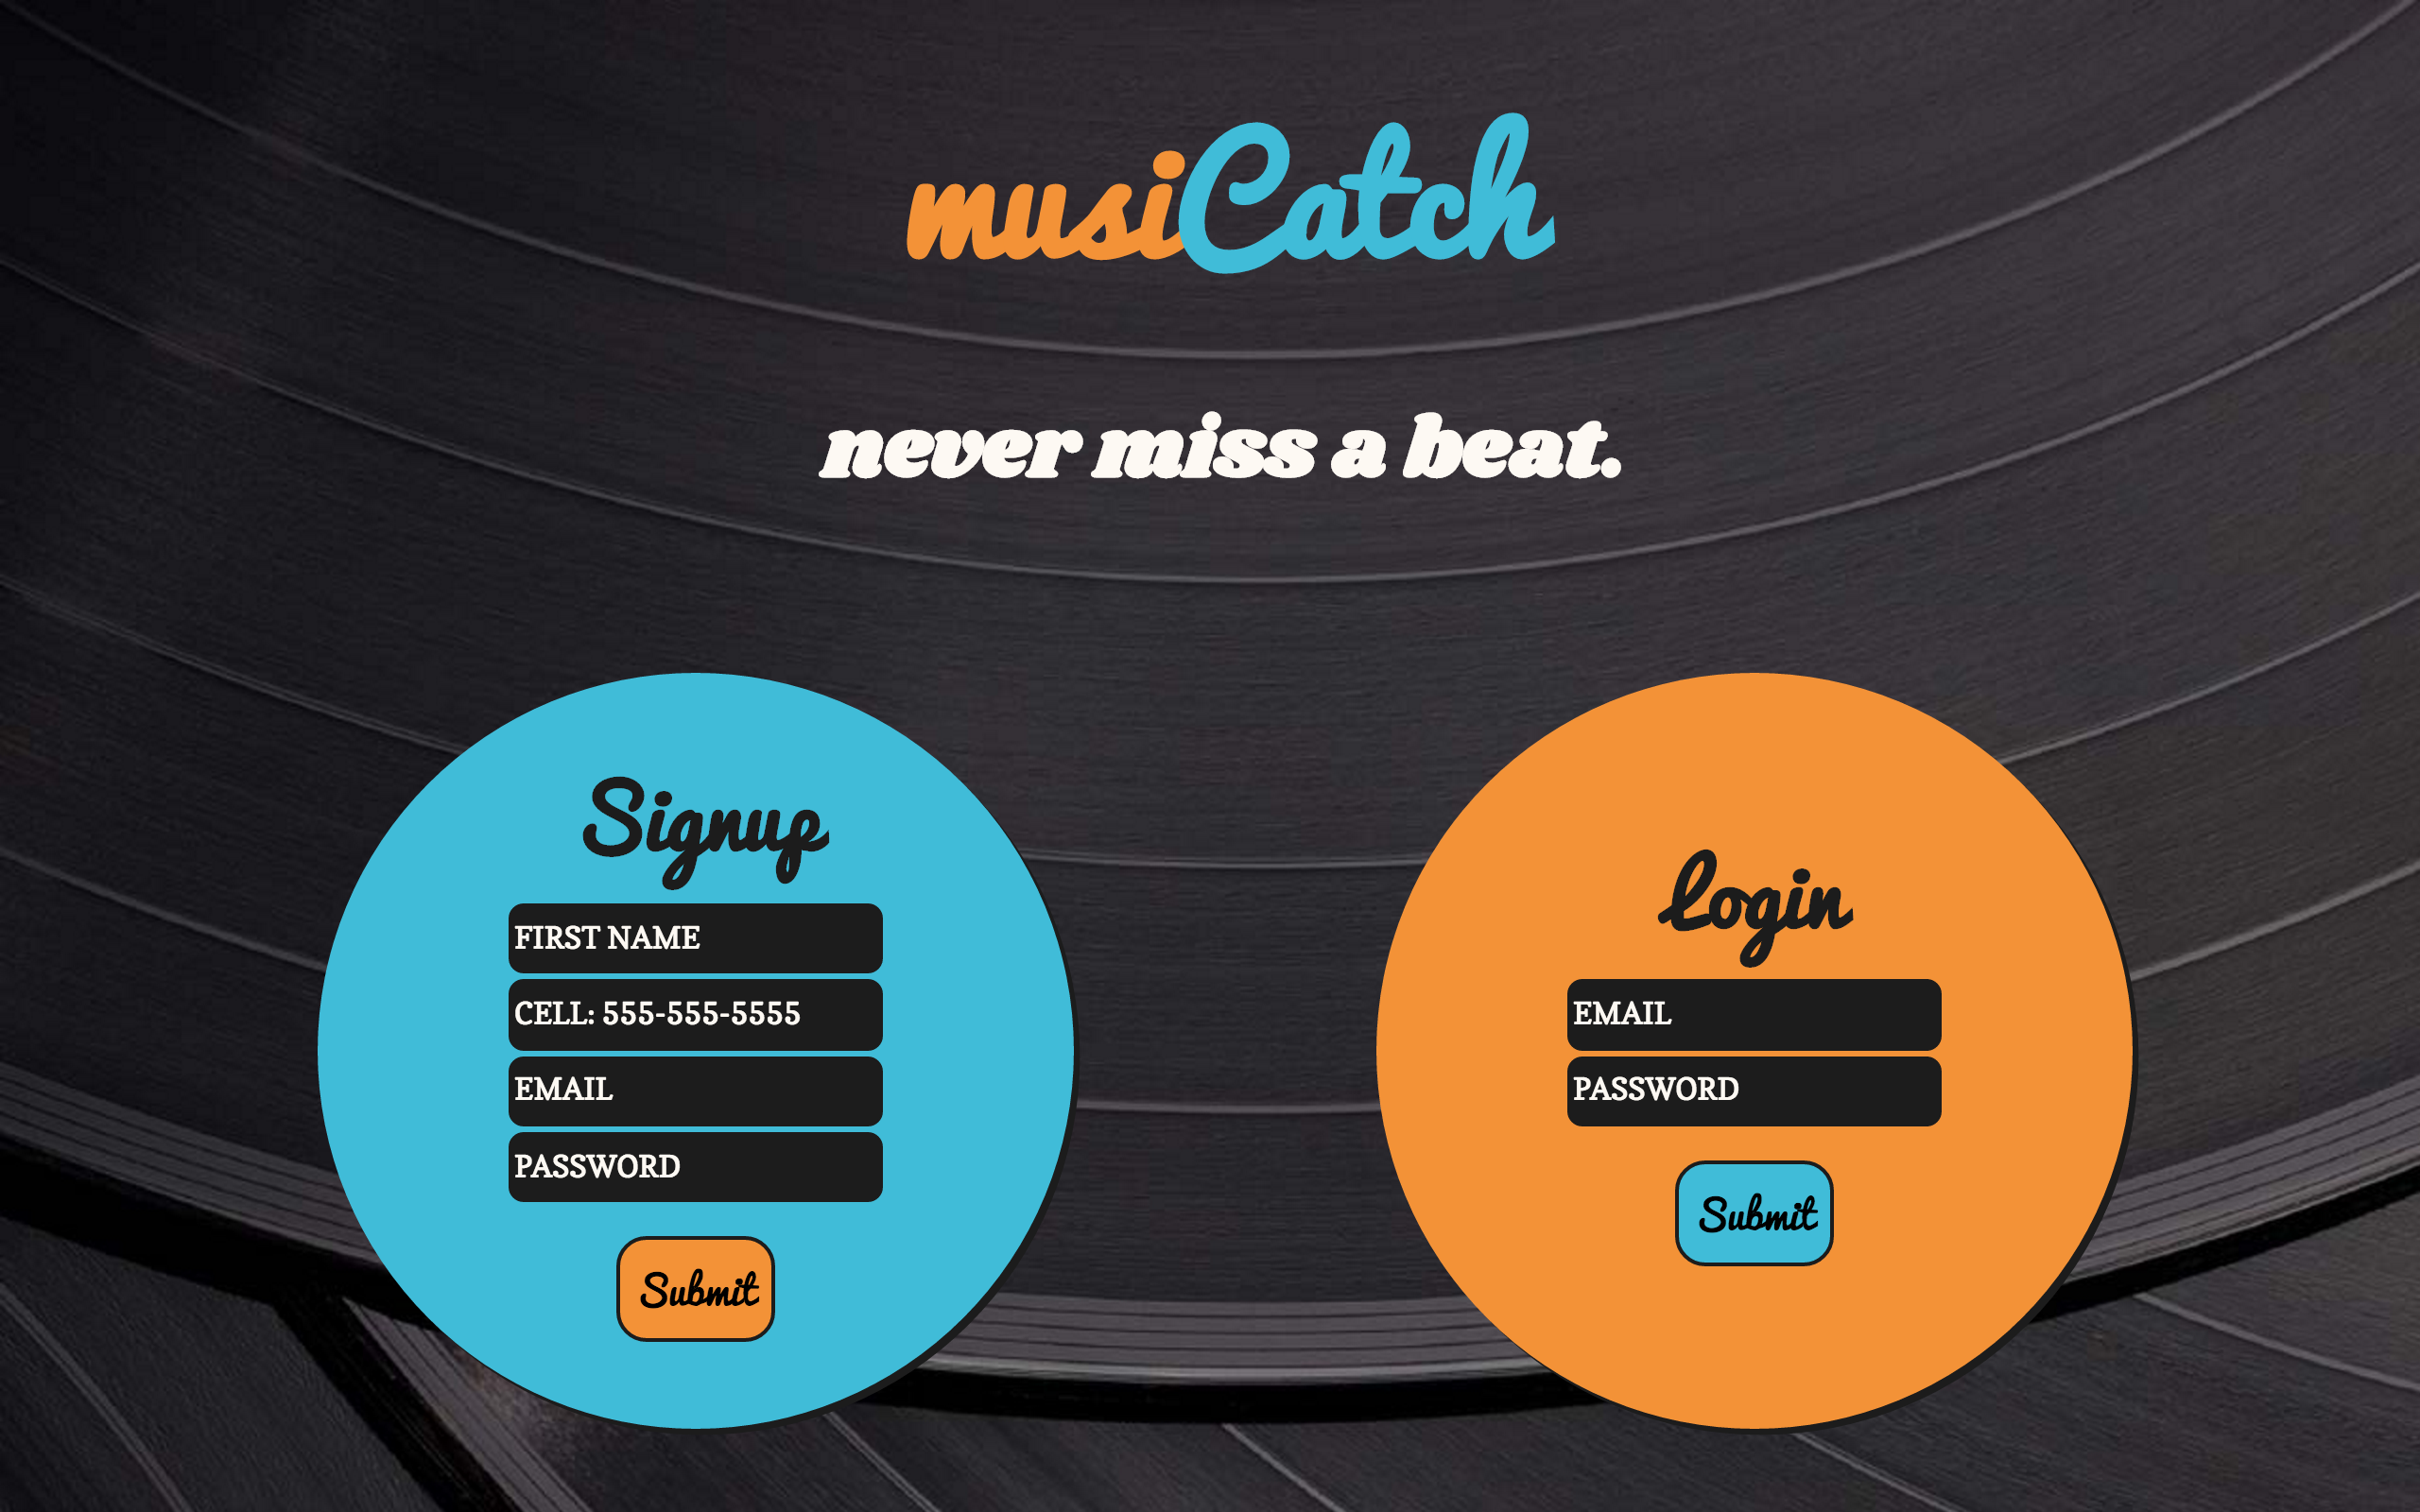 musiCatch
never miss a beat.
Signup
FIRST NAME
CELL: 555-555-5555
EMAIL
PASSWORD
Submit
Login
EMAIL
PASSWORD
Submit